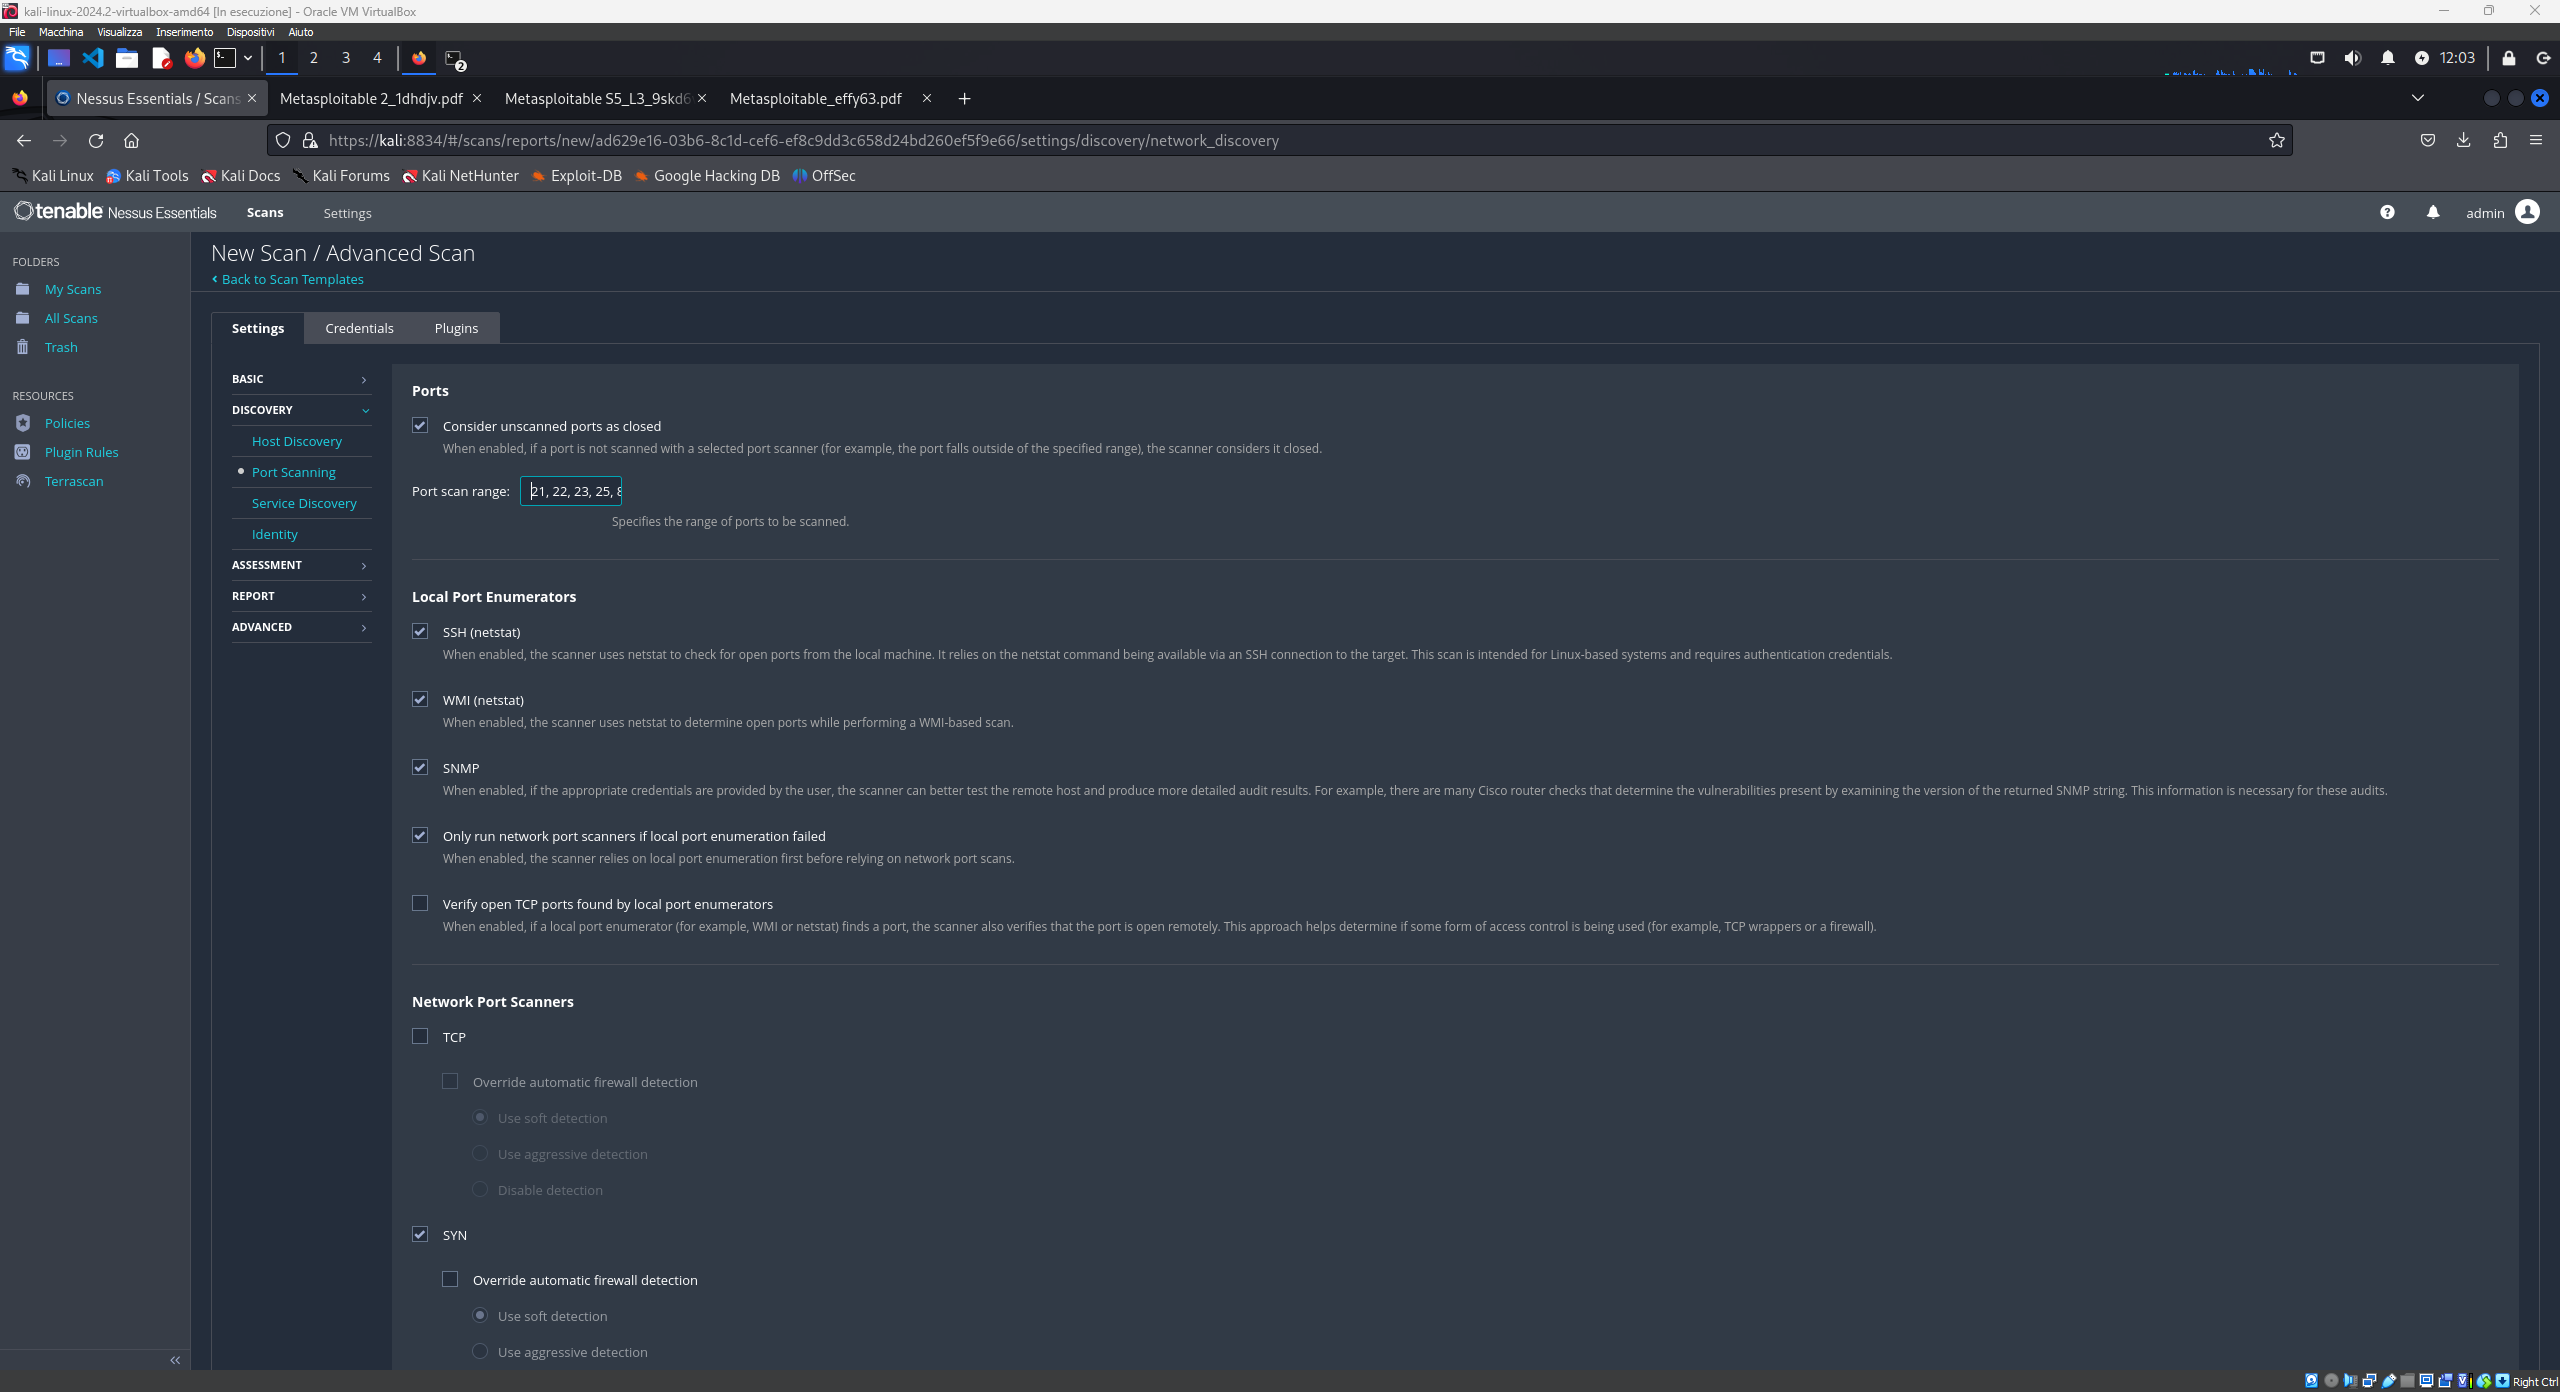 kali-linux-2024.2-virtualbox-amd64 [In esecuzione] - Oracle VM VirtualBox
File Macchina Visualizza Inserimento Dispositivi Aiuto
1 2 3 4 2 12:03
Nessus Essentials / Scans Metasploitable 2_1dhdjv.pdf Metasploitable S5_L3_9skd6 Metasploitable_effy63.pdf
https://kali:8834/#/scans/reports/new/ad629e16-03b6-8c1d-cef6-ef8c9dd3c658d24bd260ef5f9e66/settings/discovery/network_discovery
Kali Linux Kali Tools Kali Docs Kali Forums Kali NetHunter Exploit-DB Google Hacking DB OffSec
tenable Nessus Essentials Scans Settings admin
FOLDERS
My Scans
All Scans
Trash
RESOURCES
Policies
Plugin Rules
Terrascan
New Scan / Advanced Scan
Back to Scan Templates
Settings Credentials Plugins
BASIC
DISCOVERY
Host Discovery
Port Scanning
Service Discovery
Identity
ASSESSMENT
REPORT
ADVANCED
Ports
Consider unscanned ports as closed
When enabled, if a port is not scanned with a selected port scanner (for example, the port falls outside of the specified range), the scanner considers it closed.
Port scan range: 21, 22, 23, 25, 8
Specifies the range of ports to be scanned.
Local Port Enumerators
SSH (netstat)
When enabled, the scanner uses netstat to check for open ports from the local machine. It relies on the netstat command being available via an SSH connection to the target. This scan is intended for Linux-based systems and requires authentication credentials.
WMI (netstat)
When enabled, the scanner uses netstat to determine open ports while performing a WMI-based scan.
SNMP
When enabled, if the appropriate credentials are provided by the user, the scanner can better test the remote host and produce more detailed audit results. For example, there are many Cisco router checks that determine the vulnerabilities present by examining the version of the returned SNMP string. This information is necessary for these audits.
Only run network port scanners if local port enumeration failed
When enabled, the scanner relies on local port enumeration first before relying on network port scans.
Verify open TCP ports found by local port enumerators
When enabled, if a local port enumerator (for example, WMI or netstat) finds a port, the scanner also verifies that the port is open remotely. This approach helps determine if some form of access control is being used (for example, TCP wrappers or a firewall).
Network Port Scanners
TCP
Override automatic firewall detection
Use soft detection
Use aggressive detection
Disable detection
SYN
Override automatic firewall detection
Use soft detection
Use aggressive detection
Right Ctrl